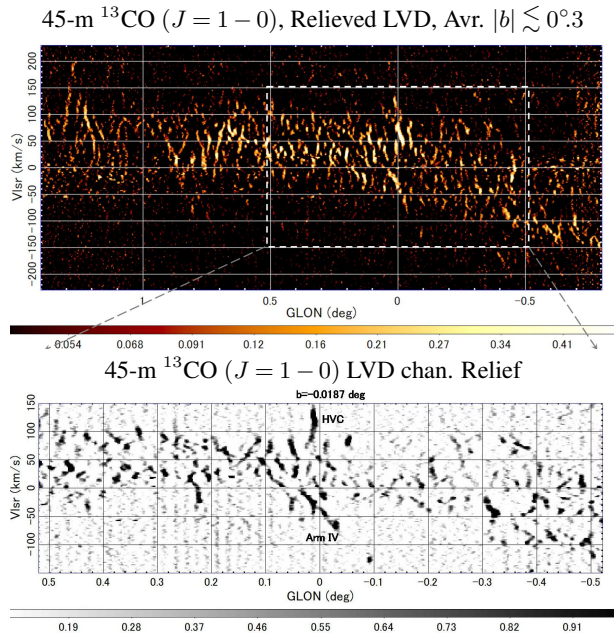 45-m ¹³CO (J = 1 − 0), Relieved LVD, Avr. |b| ≲ 0°.3
Vlsr (km/s)
200
150
100
50
0
−50
−100
−150
−200
1
0.5
0
−0.5
GLON (deg)
0.054 0.068 0.091 0.12 0.16 0.21 0.27 0.34 0.41
45-m ¹³CO (J = 1 − 0) LVD chan. Relief
b=-0.0187 deg
Vlsr (km/s)
150
100
50
0
−50
−100
HVC
Arm IV
0.5 0.4 0.3 0.2 0.1 0 −0.1 −0.2 −0.3 −0.4 −0.5
GLON (deg)
0.19 0.28 0.37 0.46 0.55 0.64 0.73 0.82 0.91